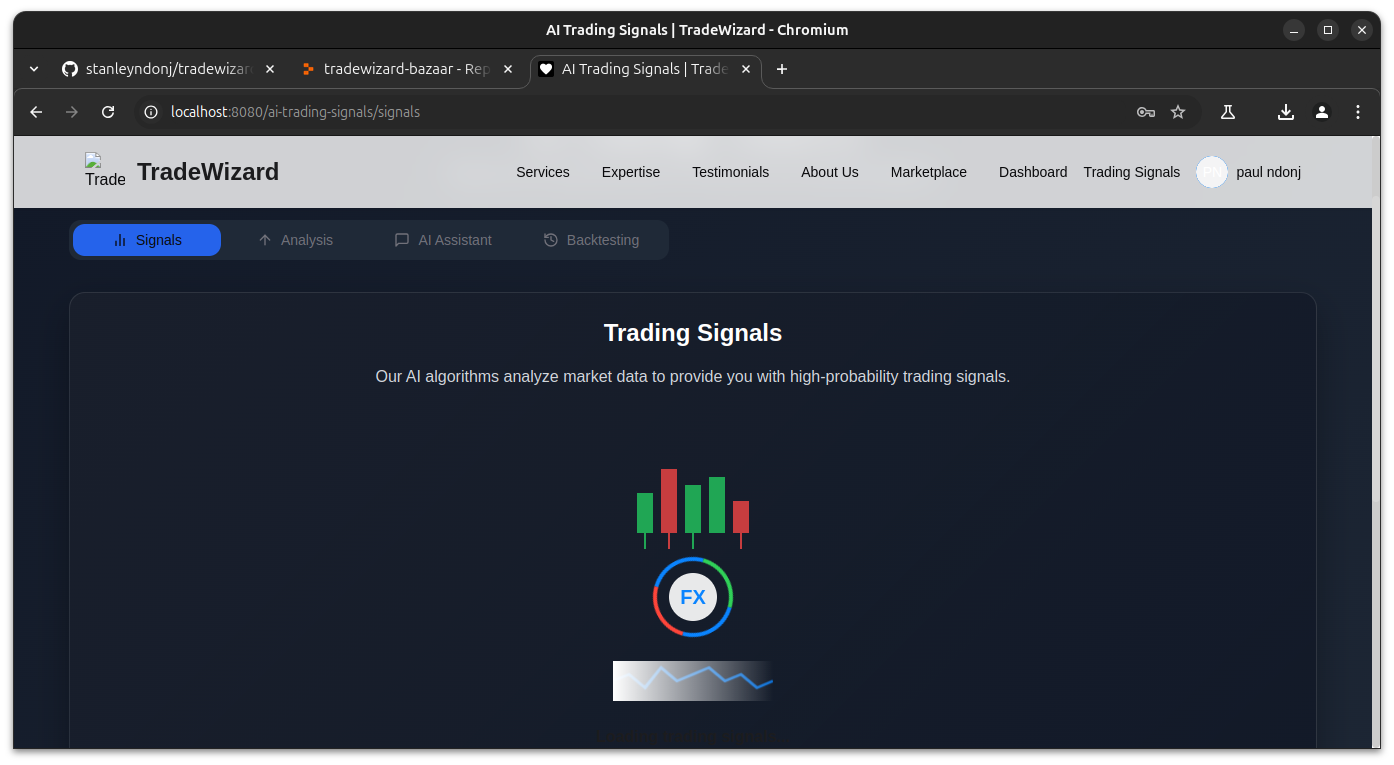 AI Trading Signals | TradeWizard - Chromium
stanleyndonj/tradewizar
tradewizard-bazaar - Rep
AI Trading Signals | Trade
localhost:8080/ai-trading-signals/signals
Trade
TradeWizard
Services
Expertise
Testimonials
About Us
Marketplace
Dashboard
Trading Signals
PN
paul ndonj
Signals
Analysis
AI Assistant
Backtesting
Trading Signals
Our AI algorithms analyze market data to provide you with high-probability trading signals.
FX